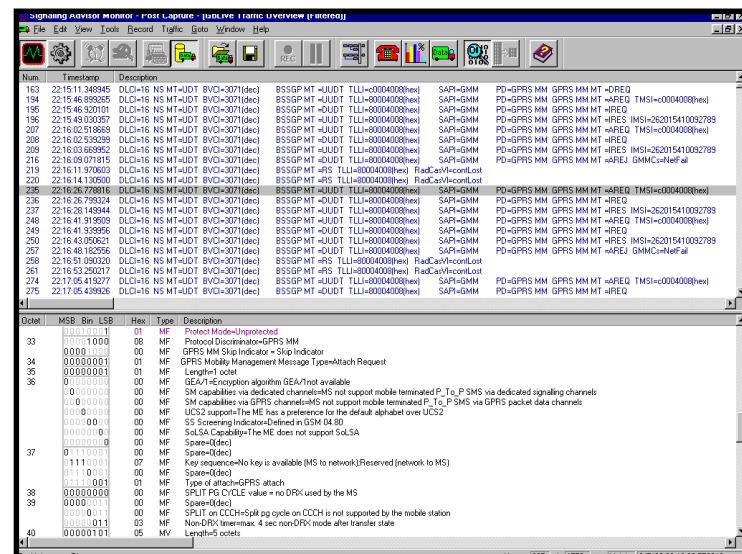 Signaling Advisor Monitor - Post Capture - [GbLive Traffic Overview (Filtered)]
File Edit View Tools Record Traffic Goto Window Help
REC
Num. Timestamp Description
163 22:15:11.348945 DLCI=16 NS MT=UDT BVCI=3071(dec) BSSGP MT =UUDT TLLI=c0004008(hex) SAPI=GMM PD=GPRS MM GPRS MM MT =DREQ
194 22:15:46.899265 DLCI=16 NS MT=UDT BVCI=3071(dec) BSSGP MT =UUDT TLLI=80004008(hex) SAPI=GMM PD=GPRS MM GPRS MM MT =AREQ TMSI=c0004008(hex)
195 22:15:46.920101 DLCI=16 NS MT=UDT BVCI=3071(dec) BSSGP MT =DUDT TLLI=80004008(hex) SAPI=GMM PD=GPRS MM GPRS MM MT =IREQ
196 22:15:49.030357 DLCI=16 NS MT=UDT BVCI=3071(dec) BSSGP MT =UUDT TLLI=80004008(hex) SAPI=GMM PD=GPRS MM GPRS MM MT =IRES IMSI=262015410092789
207 22:16:02.518669 DLCI=16 NS MT=UDT BVCI=3071(dec) BSSGP MT =UUDT TLLI=80004008(hex) SAPI=GMM PD=GPRS MM GPRS MM MT =AREQ TMSI=c0004008(hex)
208 22:16:02.539299 DLCI=16 NS MT=UDT BVCI=3071(dec) BSSGP MT =DUDT TLLI=80004008(hex) SAPI=GMM PD=GPRS MM GPRS MM MT =IREQ
209 22:16:03.669952 DLCI=16 NS MT=UDT BVCI=3071(dec) BSSGP MT =UUDT TLLI=80004008(hex) SAPI=GMM PD=GPRS MM GPRS MM MT =IRES IMSI=262015410092789
216 22:16:09.071815 DLCI=16 NS MT=UDT BVCI=3071(dec) BSSGP MT =DUDT TLLI=80004008(hex) SAPI=GMM PD=GPRS MM GPRS MM MT =AREJ GMMCs=NetFail
219 22:16:11.970603 DLCI=16 NS MT=UDT BVCI=3071(dec) BSSGP MT =RS TLLI=80004008(hex) RadCasVl=contLost
220 22:16:14.130500 DLCI=16 NS MT=UDT BVCI=3071(dec) BSSGP MT =RS TLLI=80004008(hex) RadCasVl=contLost
235 22:16:26.778816 DLCI=16 NS MT=UDT BVCI=3071(dec) BSSGP MT =UUDT TLLI=80004008(hex) SAPI=GMM PD=GPRS MM GPRS MM MT =AREQ TMSI=c0004008(hex)
236 22:16:26.799324 DLCI=16 NS MT=UDT BVCI=3071(dec) BSSGP MT =DUDT TLLI=80004008(hex) SAPI=GMM PD=GPRS MM GPRS MM MT =IREQ
237 22:16:28.149944 DLCI=16 NS MT=UDT BVCI=3071(dec) BSSGP MT =UUDT TLLI=80004008(hex) SAPI=GMM PD=GPRS MM GPRS MM MT =IRES IMSI=262015410092789
248 22:16:41.919509 DLCI=16 NS MT=UDT BVCI=3071(dec) BSSGP MT =UUDT TLLI=80004008(hex) SAPI=GMM PD=GPRS MM GPRS MM MT =AREQ TMSI=c0004008(hex)
249 22:16:41.939956 DLCI=16 NS MT=UDT BVCI=3071(dec) BSSGP MT =DUDT TLLI=80004008(hex) SAPI=GMM PD=GPRS MM GPRS MM MT =IREQ
250 22:16:43.050621 DLCI=16 NS MT=UDT BVCI=3071(dec) BSSGP MT =UUDT TLLI=80004008(hex) SAPI=GMM PD=GPRS MM GPRS MM MT =IRES IMSI=262015410092789
257 22:16:48.182556 DLCI=16 NS MT=UDT BVCI=3071(dec) BSSGP MT =DUDT TLLI=80004008(hex) SAPI=GMM PD=GPRS MM GPRS MM MT =AREJ GMMCs=NetFail
258 22:16:51.090320 DLCI=16 NS MT=UDT BVCI=3071(dec) BSSGP MT =RS TLLI=80004008(hex) RadCasVl=contLost
261 22:16:53.250217 DLCI=16 NS MT=UDT BVCI=3071(dec) BSSGP MT =RS TLLI=80004008(hex) RadCasVl=contLost
274 22:17:05.419277 DLCI=16 NS MT=UDT BVCI=3071(dec) BSSGP MT =UUDT TLLI=80004008(hex) SAPI=GMM PD=GPRS MM GPRS MM MT =AREQ TMSI=c0004008(hex)
275 22:17:05.439926 DLCI=16 NS MT=UDT BVCI=3071(dec) BSSGP MT =DUDT TLLI=80004008(hex) SAPI=GMM PD=GPRS MM GPRS MM MT =IREQ
Octet MSB Bin LSB Hex Type Description
00010001 01 MF Protect Mode=Unprotected
33 00001000 08 MF Protocol Discriminator=GPRS MM
00001000 00 MF GPRS MM Skip Indicator = Skip Indicator
34 00000001 01 MF GPRS Mobility Management Message Type=Attach Request
35 00000001 01 MF Length=1 octet
36 00000000 00 MF GEA/1=Encryption algorithm GEA/1not available
00000000 00 MF SM capabilities via dedicated channels=MS not support mobile terminated P_To_P SMS via dedicated signalling channels
00000000 00 MF SM capabilities via GPRS channels=MS not support mobile terminated P_To_P SMS via GPRS packet data channels
00000000 00 MF UCS2 support=The ME has a preference for the default alphabet over UCS2
00000000 00 MF SS Screening Indicator=Defined in GSM 04.80
00000000 00 MF SoLSA Capability=The ME does not support SoLSA
00000000 00 MF Spare=0(dec)
37 01110001 00 MF Spare=0(dec)
01110001 07 MF Key sequence=No key is available (MS to network);Reserved (network to MS)
01110001 00 MF Spare=0(dec)
01110001 01 MF Type of attach=GPRS attach
38 00000000 00 MF SPLIT PG CYCLE value = no DRX used by the MS
39 00000011 00 MF Spare=0(dec)
00000011 00 MF SPLIT on CCCH=Split pg cycle on CCCH is not supported by the mobile station
00000011 03 MF Non-DRX timer=max. 4 sec non-DRX mode after transfer state
40 00000101 05 MV Length=5 octets